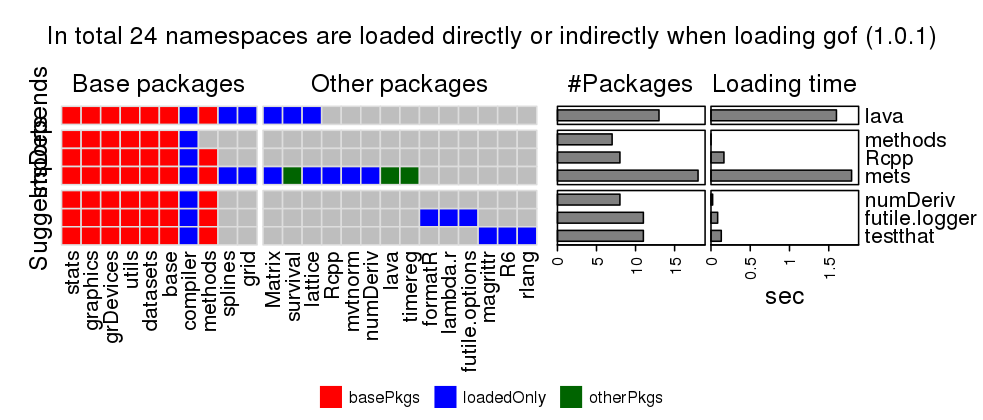 In total 24 namespaces are loaded directly or indirectly when loading gof (1.0.1)
Base packages
Other packages
#Packages
Loading time
Depends
Imports
Suggests
lava
methods
Rcpp
mets
numDeriv
futile.logger
testthat
stats
graphics
grDevices
utils
datasets
base
compiler
methods
splines
grid
Matrix
survival
lattice
Rcpp
mvtnorm
numDeriv
lava
timereg
formatR
lambda.r
futile.options
magrittr
R6
rlang
0 5 10 15
0 0.5 1 1.5
sec
basePkgs loadedOnly otherPkgs